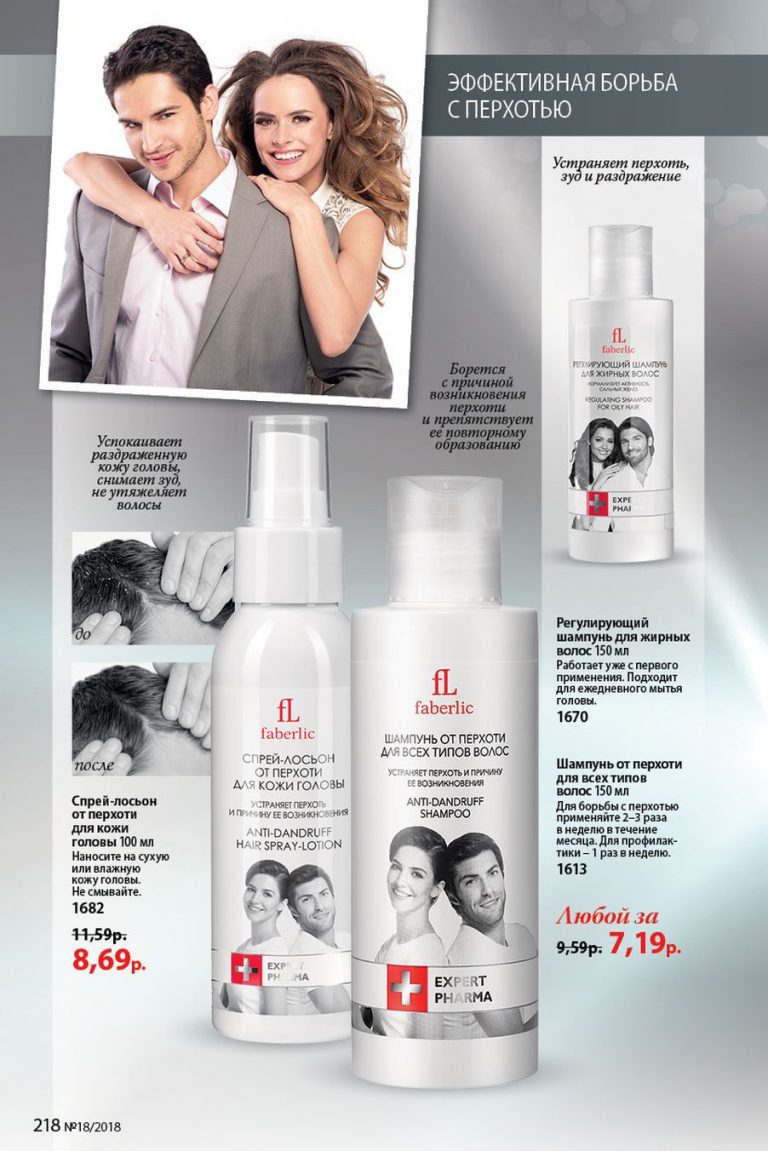 ЭФФЕКТИВНАЯ БОРЬБА
С ПЕРХОТЬЮ
Устраняет перхоть,
зуд и раздражение
fL
faberlic
РЕГУЛИРУЮЩИЙ ШАМПУНЬ
ДЛЯ ЖИРНЫХ ВОЛОС
НОРМАЛИЗУЕТ АКТИВНОСТЬ
САЛЬНЫХ ЖЕЛЕЗ
REGULATING SHAMPOO
FOR OILY HAIR
EXPERT
PHARMA
Борется
с причиной
возникновения
перхоти
и препятствует
ее повторному
образованию
Успокаивает
раздраженную
кожу головы,
снимает зуд,
не утяжеляет
волосы
до
после
fL
faberlic
СПРЕЙ-ЛОСЬОН
ОТ ПЕРХОТИ
ДЛЯ КОЖИ ГОЛОВЫ
УСТРАНЯЕТ ПЕРХОТЬ
И ПРИЧИНУ ЕЕ ВОЗНИКНОВЕНИЯ
ANTI-DANDRUFF
HAIR SPRAY-LOTION
EXPERT
PHARMA
fL
faberlic
ШАМПУНЬ ОТ ПЕРХОТИ
ДЛЯ ВСЕХ ТИПОВ ВОЛОС
УСТРАНЯЕТ ПЕРХОТЬ И ПРИЧИНУ
ЕЕ ВОЗНИКНОВЕНИЯ
ANTI-DANDRUFF
SHAMPOO
EXPERT
PHARMA
Спрей-лосьон
от перхоти
для кожи
головы 100 мл
Наносите на сухую
или влажную
кожу головы.
Не смывайте.
1682
11,59р.
8,69р.
Регулирующий
шампунь для жирных
волос 150 мл
Работает уже с первого
применения. Подходит
для ежедневного мытья
головы.
1670
Шампунь от перхоти
для всех типов
волос 150 мл
Для борьбы с перхотью
применяйте 2–3 раза
в неделю в течение
месяца. Для профилак-
тики – 1 раз в неделю.
1613
Любой за
9,59р. 7,19р.
218 №18/2018